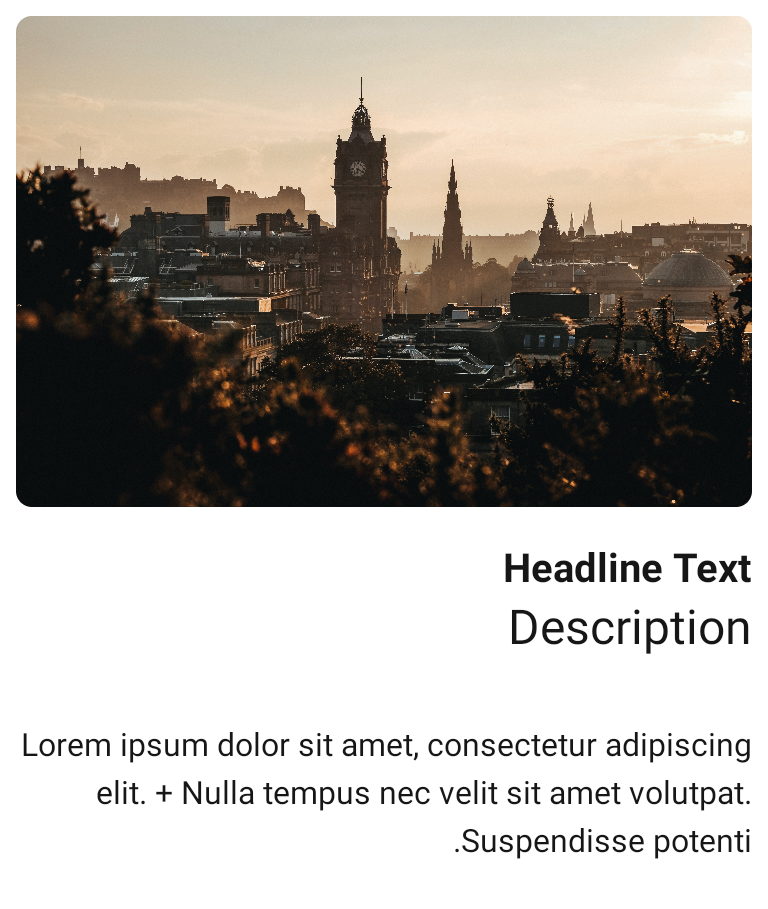 Headline Text
Description
Lorem ipsum dolor sit amet, consectetur adipiscing
elit. + Nulla tempus nec velit sit amet volutpat.
.Suspendisse potenti